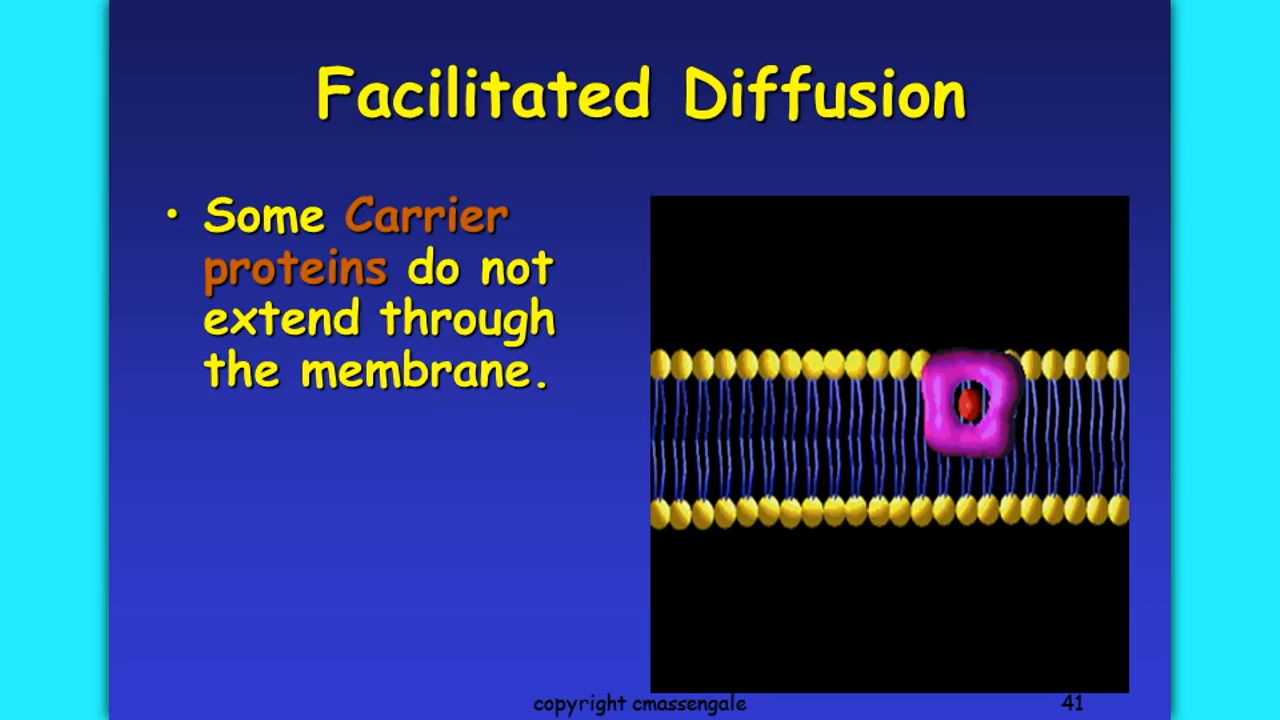 Facilitated Diffusion
• Some Carrier
proteins do not
extend through
the membrane.
copyright cmassengale
41